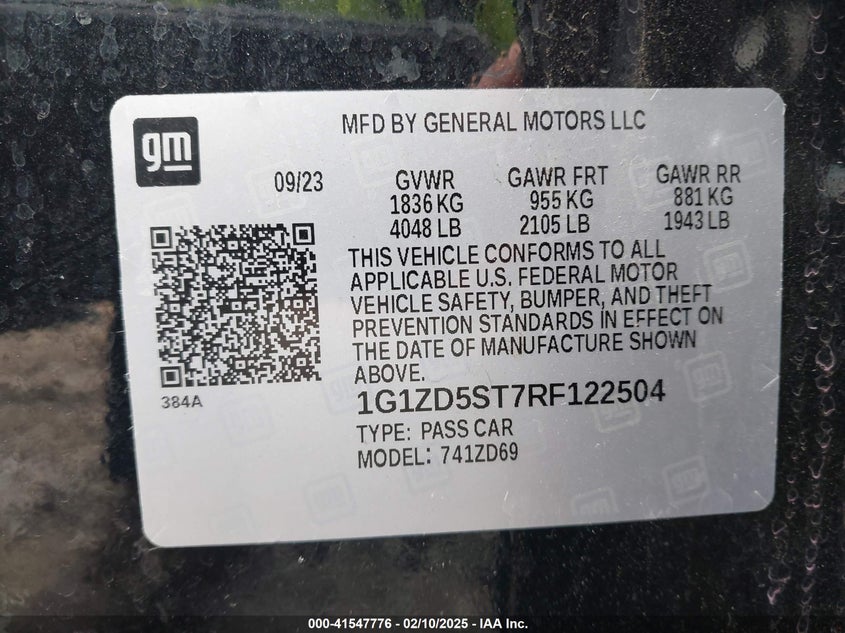 gm
MFD BY GENERAL MOTORS LLC
09/23 GVWR GAWR FRT GAWR RR
1836 KG 955 KG 881 KG
4048 LB 2105 LB 1943 LB
THIS VEHICLE CONFORMS TO ALL
APPLICABLE U.S. FEDERAL MOTOR
VEHICLE SAFETY, BUMPER, AND THEFT
PREVENTION STANDARDS IN EFFECT ON
THE DATE OF MANUFACTURE SHOWN
ABOVE.
384A
1G1ZD5ST7RF122504
TYPE: PASS CAR
MODEL: 741ZD69
000-41547776 - 02/10/2025 - IAA Inc.